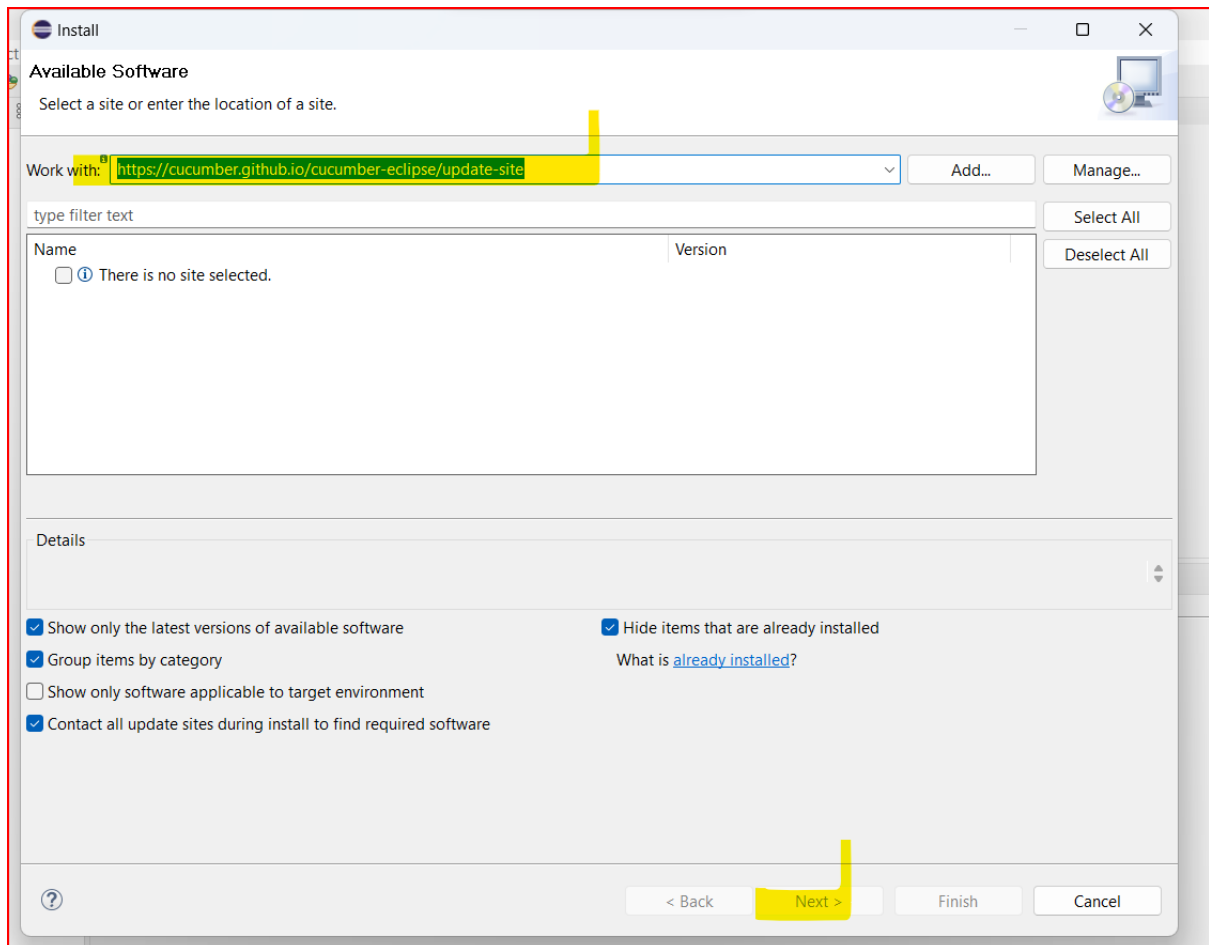 Install
Available Software
Select a site or enter the location of a site.
Work with: https://cucumber.github.io/cucumber-eclipse/update-site Add... Manage...
type filter text Select All
Name Version Deselect All
There is no site selected.
Details
Show only the latest versions of available software Hide items that are already installed
Group items by category What is already installed?
Show only software applicable to target environment
Contact all update sites during install to find required software
? < Back Next > Finish Cancel